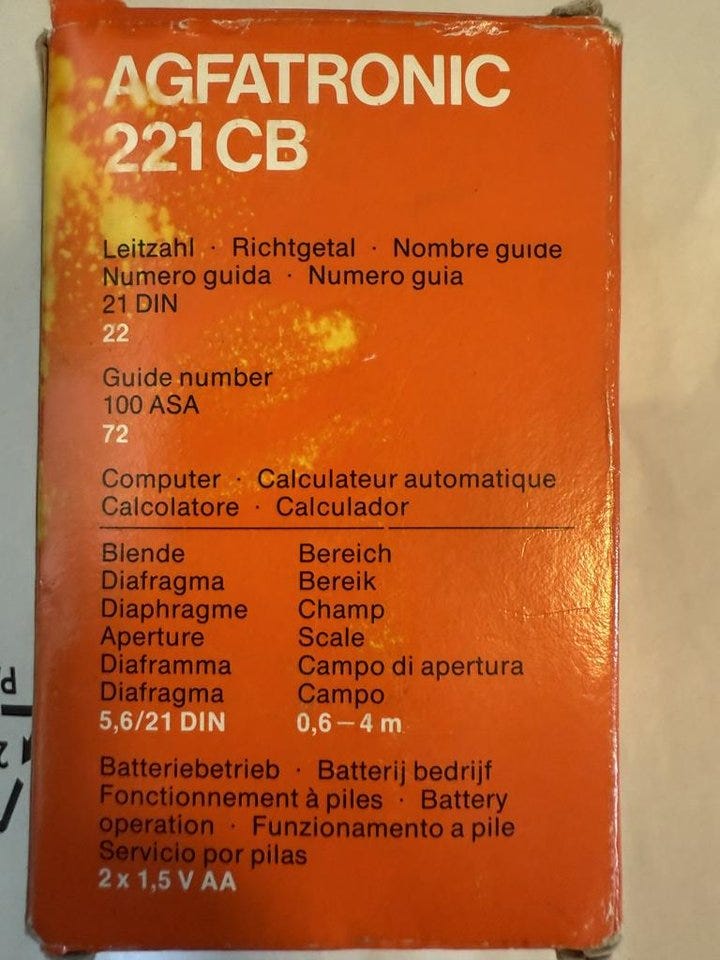 AGFATRONIC
221 CB
Leitzahl · Richtgetal · Nombre guide
Numero guida · Numero guia
21 DIN
22
Guide number
100 ASA
72
Computer · Calculateur automatique
Calcolatore · Calculador
Blende Bereich
Diafragma Bereik
Diaphragme Champ
Aperture Scale
Diaframma Campo di apertura
Diafragma Campo
5,6/21 DIN 0,6 – 4 m
Batteriebetrieb · Batterij bedrijf
Fonctionnement à piles · Battery
operation · Funzionamento a pile
Servicio por pilas
2 x 1,5 V AA